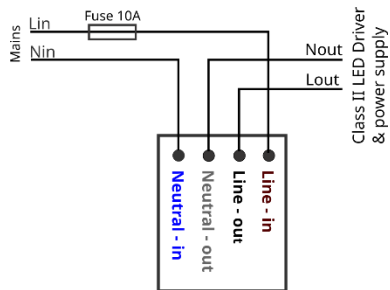 Fuse 10A
Lin
Nin
Mains
Nout
Lout
Class II LED Driver
& power supply
Neutral - in
Neutral - out
Line - out
Line - in